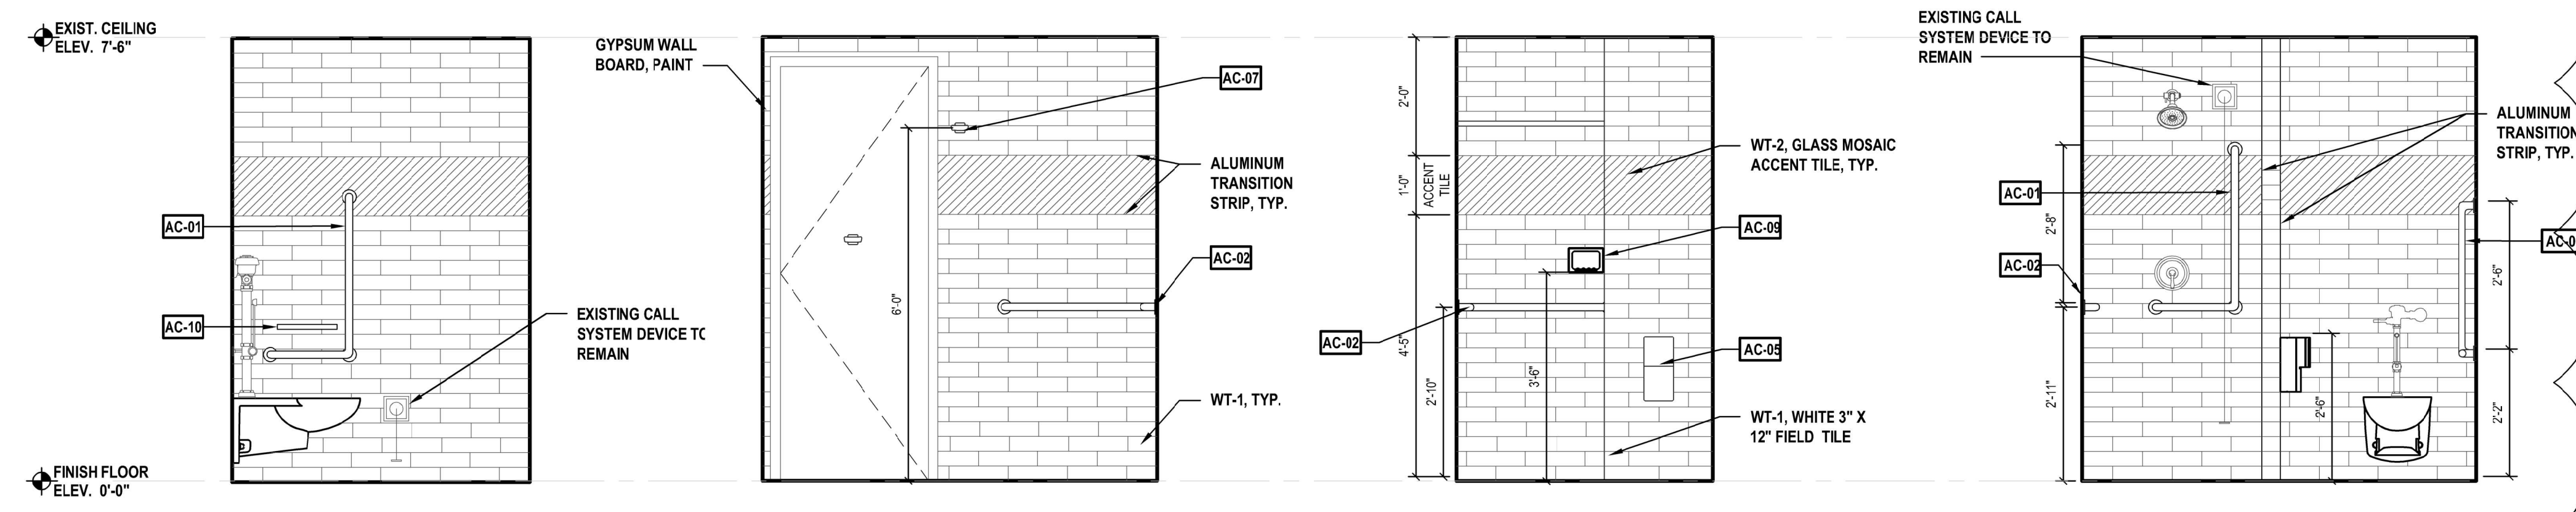 EXIST. CEILING
ELEV. 7'-6"
FINISH FLOOR
ELEV. 0'-0"
AC-01
AC-10
EXISTING CALL
SYSTEM DEVICE TO
REMAIN
GYPSUM WALL
BOARD, PAINT
6'-0"
AC-07
ALUMINUM
TRANSITION
STRIP, TYP.
AC-02
WT-1, TYP.
2'-0"
1'-0"
ACCENT
TILE
4'-5"
2'-10"
3'-6"
AC-02
WT-2, GLASS MOSAIC
ACCENT TILE, TYP.
AC-09
AC-05
WT-1, WHITE 3" X
12" FIELD TILE
EXISTING CALL
SYSTEM DEVICE TO
REMAIN
AC-01
2'-8"
AC-02
2'-11"
2'-6"
ALUMINUM
TRANSITION
STRIP, TYP.
AC-0
2'-6"
2'-2"